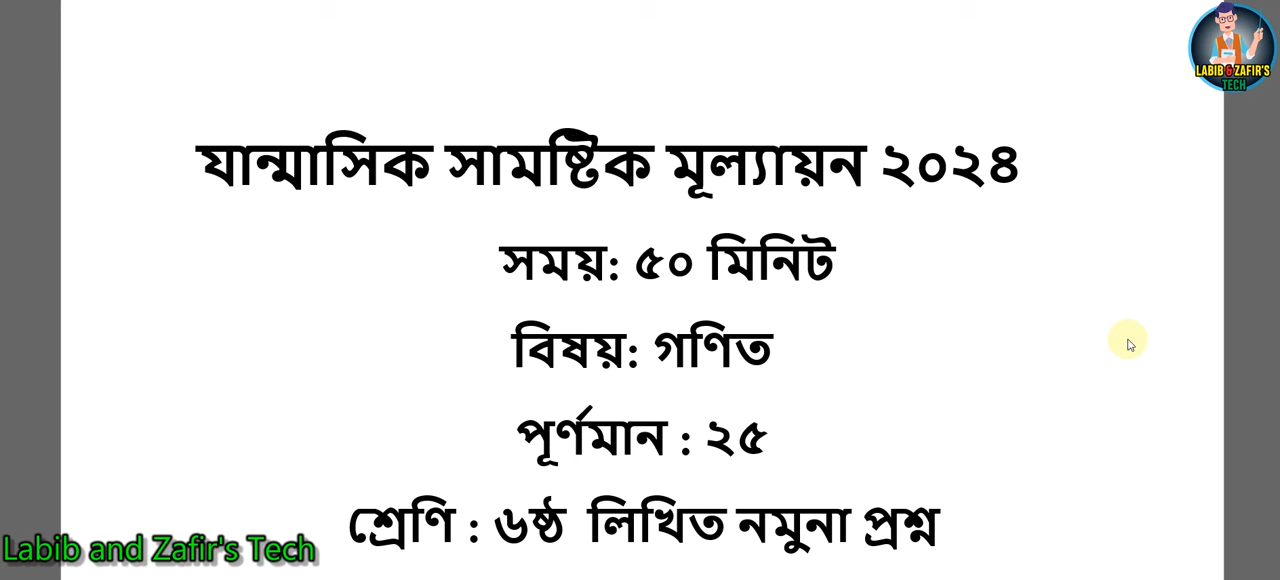 যান্মাসিক সামষ্টিক মূল্যায়ন ২০২৪
সময়: ৫০ মিনিট
বিষয়: গণিত
পূর্ণমান : ২৫
শ্রেণি : ৬ষ্ঠ লিখিত নমুনা প্রশ্ন
LABIB & ZAFIR'S
TECH
Labib and Zafir's Tech